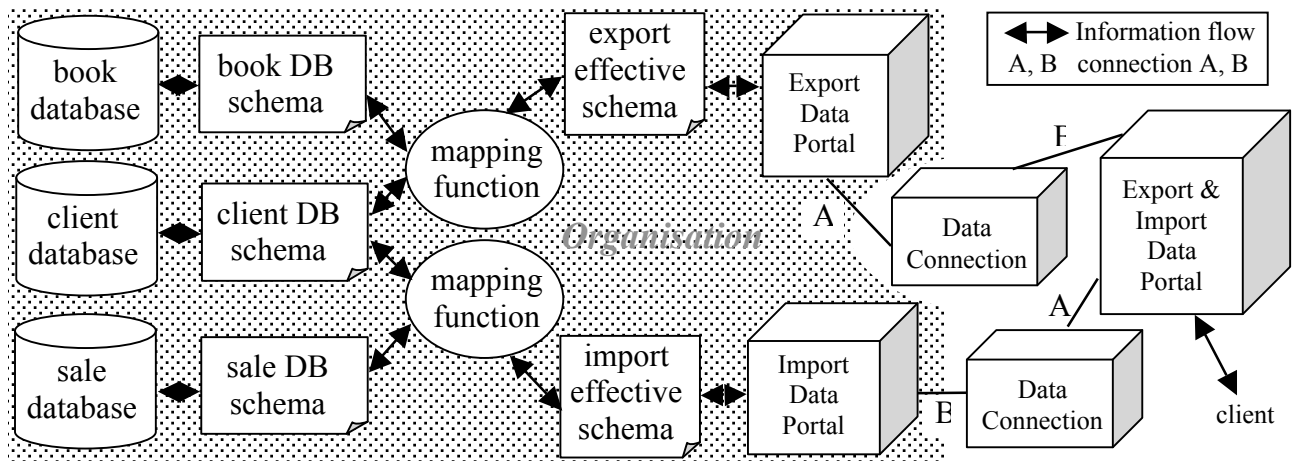 book
database
book DB
schema
export
effective
schema
Export
Data
Portal
Information flow
A, B
connection A, B
mapping
function
client
database
client DB
schema
Organisation
A
Data
Connection
Export &
Import
Data
Portal
mapping
function
A
sale
database
sale DB
schema
import
effective
schema
Import
Data
Portal
B
Data
Connection
client